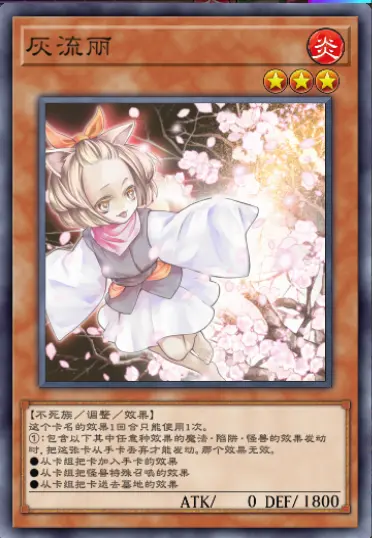 灰流丽
炎
【不死族／调整／效果】
这个卡名的效果1回合只能使用1次。
①：包含以下其中任意种效果的魔法·陷阱·怪兽的效果发动
时，把这张卡从手卡丢弃才能发动。那个效果无效。
●从卡组把卡加入手卡的效果
●从卡组把怪兽特殊召唤的效果
●从卡组把卡送去墓地的效果
ATK/ 0 DEF/ 1800